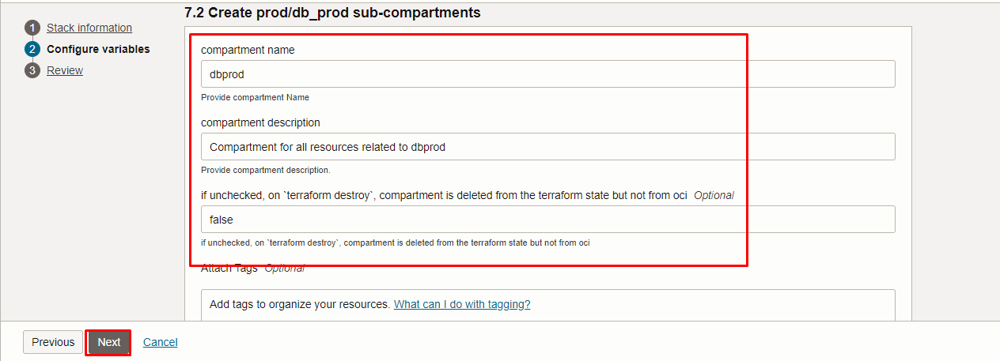 7.2 Create prod/db_prod sub-compartments
1 Stack information
2 Configure variables
3 Review
compartment name
dbprod
Provide compartment Name
compartment description
Compartment for all resources related to dbprod
Provide compartment description.
if unchecked, on `terraform destroy`, compartment is deleted from the terraform state but not from oci Optional
false
if unchecked, on `terraform destroy`, compartment is deleted from the terraform state but not from oci
Attach Tags Optional
Add tags to organize your resources. What can I do with tagging?
Previous Next Cancel